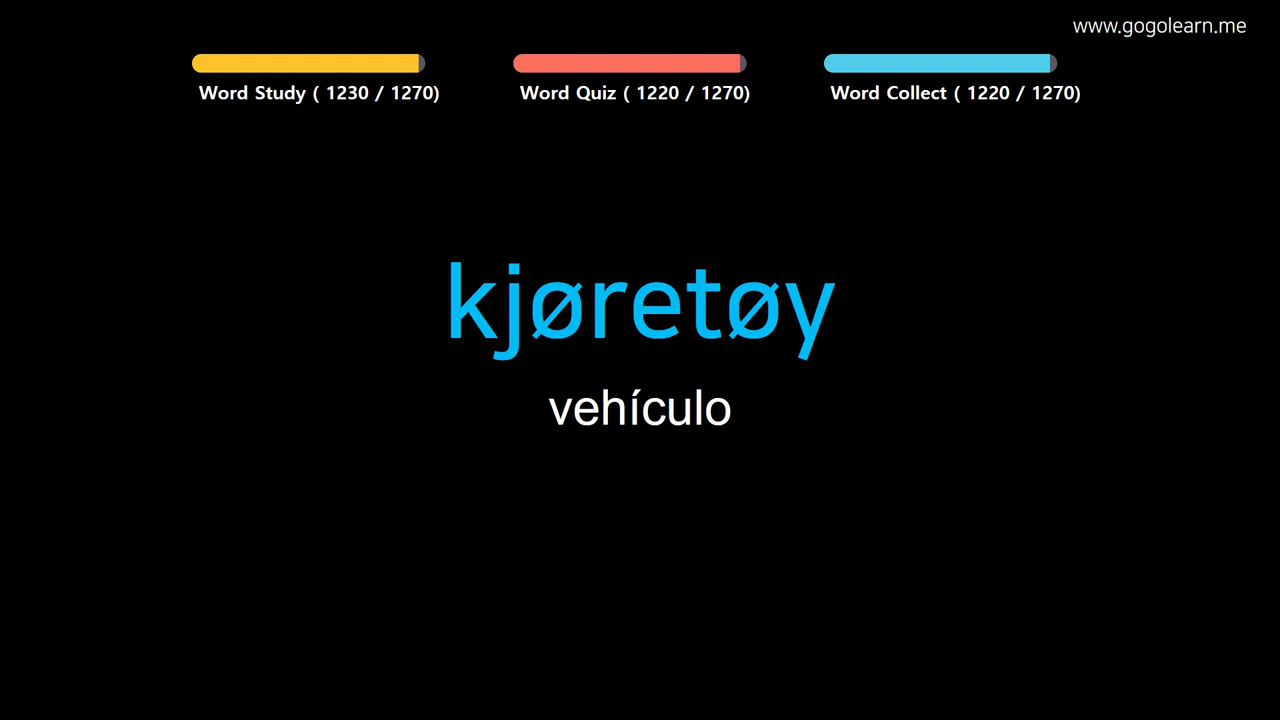 www.gogolearn.me
Word Study ( 1230 / 1270)
Word Quiz ( 1220 / 1270)
Word Collect ( 1220 / 1270)
kjøretøy
vehículo